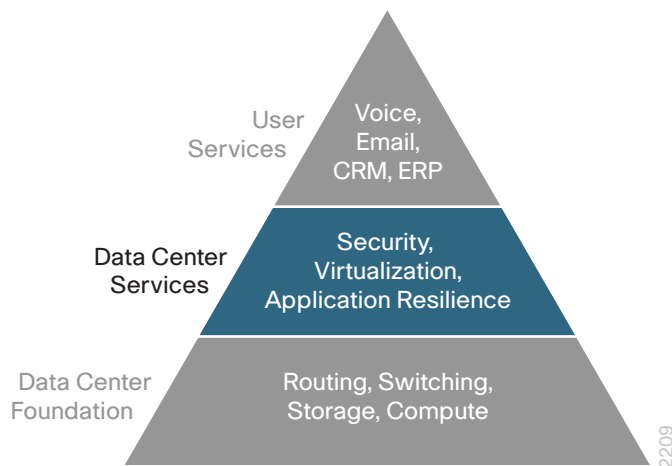 User
Services
Voice,
Email,
CRM, ERP
Data Center
Services
Security,
Virtualization,
Application Resilience
Data Center
Foundation
Routing, Switching,
Storage, Compute
2209